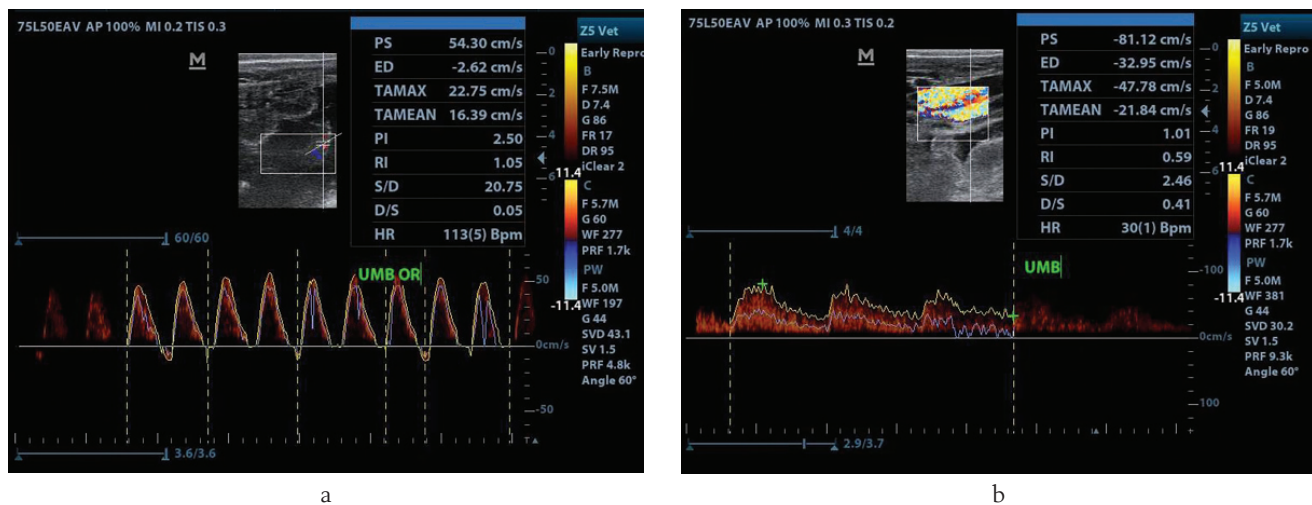 75L50EAV AP 100% MI 0.2 TIS 0.3
M
PS 54.30 cm/s
ED -2.62 cm/s
TAMAX 22.75 cm/s
TAMEAN 16.39 cm/s
PI 2.50
RI 1.05
S/D 20.75
D/S 0.05
HR 113(5) Bpm
60/60
UMB OR
3.6/3.6
0
2
4
6
50
0cm/s
-50
Z5 Vet
Early Repro
B
F 7.5M
D 7.4
G 86
FR 17
DR 95
iClear 2
11.4
C
F 5.7M
G 60
WF 277
PRF 1.7k
PW
F 5.0M
-11.4
WF 197
G 44
SVD 43.1
SV 1.5
PRF 4.8k
Angle 60°
a
75L50EAV AP 100% MI 0.3 TIS 0.2
M
PS -81.12 cm/s
ED -32.95 cm/s
TAMAX -47.78 cm/s
TAMEAN -21.84 cm/s
PI 1.01
RI 0.59
S/D 2.46
D/S 0.41
HR 30(1) Bpm
4/4
UMB
2.9/3.7
0
2
4
6
-100
0cm/s
100
Z5 Vet
Early Repro
B
F 5.0M
D 7.4
G 86
FR 19
DR 95
iClear 2
11.4
C
F 5.7M
G 60
WF 277
PRF 1.7k
PW
F 5.0M
-11.4
WF 381
G 44
SVD 30.2
SV 1.5
PRF 9.3k
Angle 60°
b